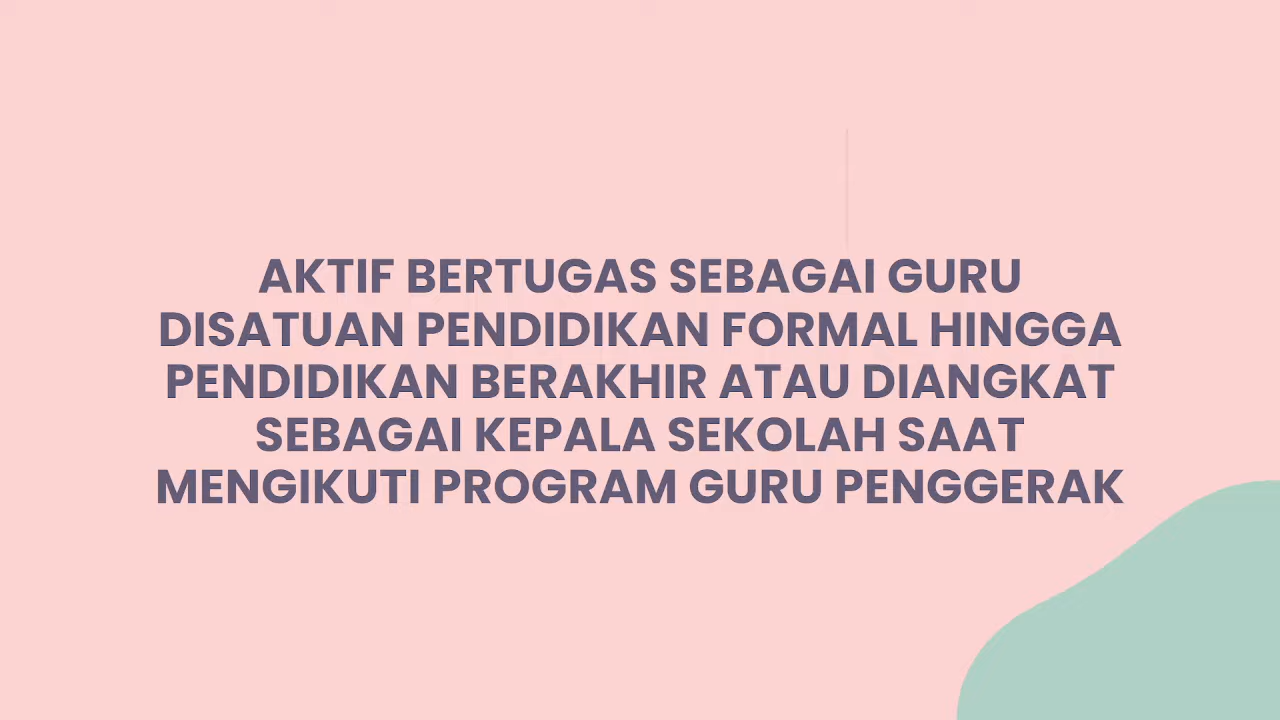 AKTIF BERTUGAS SEBAGAI GURU
DISATUAN PENDIDIKAN FORMAL HINGGA
PENDIDIKAN BERAKHIR ATAU DIANGKAT
SEBAGAI KEPALA SEKOLAH SAAT
MENGIKUTI PROGRAM GURU PENGGERAK